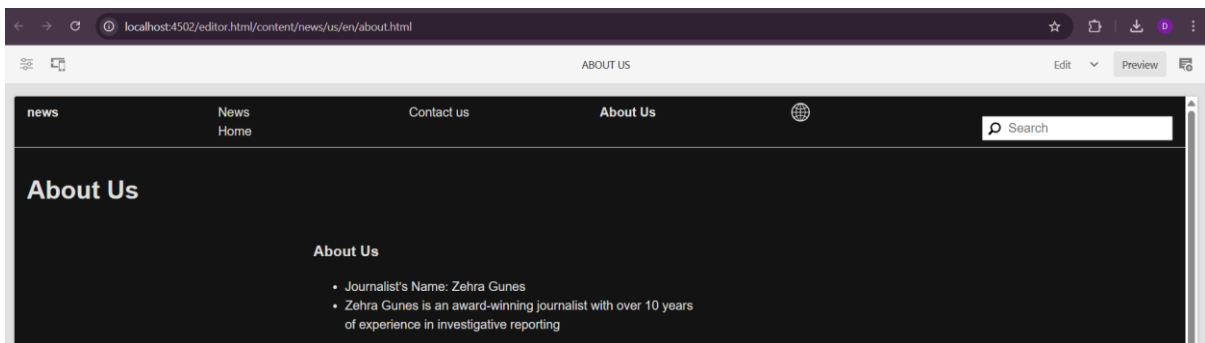 localhost:4502/editor.html/content/news/us/en/about.html
D
ABOUT US
Edit
Preview
news
News
Home
Contact us
About Us
Search
About Us
About Us
• Journalist's Name: Zehra Gunes
• Zehra Gunes is an award-winning journalist with over 10 years
of experience in investigative reporting